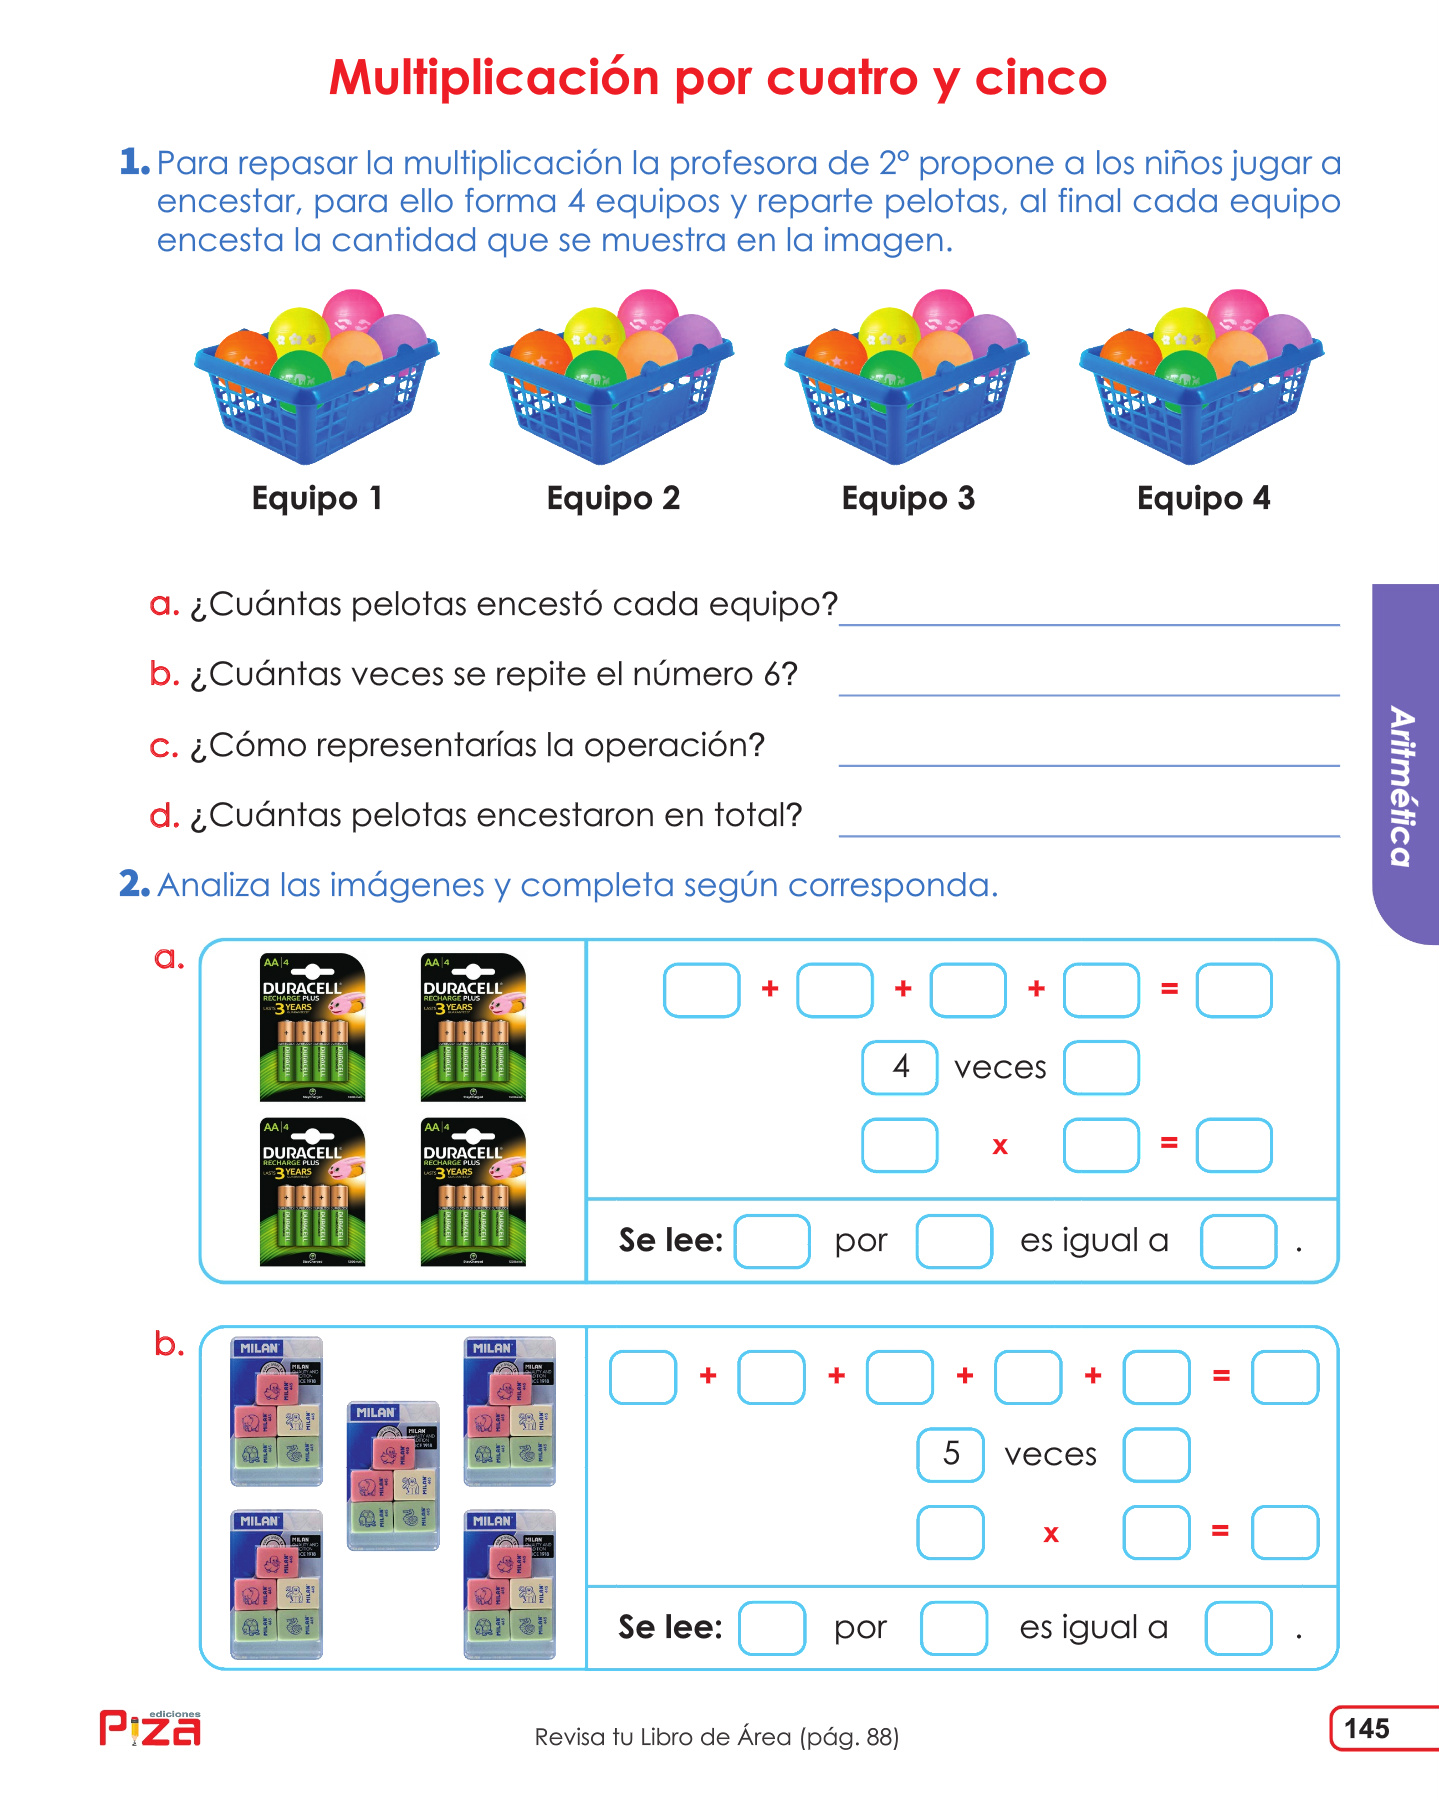 Multiplicación por cuatro y cinco
1. Para repasar la multiplicación la profesora de 2º propone a los niños jugar a
encestar, para ello forma 4 equipos y reparte pelotas, al final cada equipo
encesta la cantidad que se muestra en la imagen.
Equipo 1 Equipo 2 Equipo 3 Equipo 4
a. ¿Cuántas pelotas encestó cada equipo?
b. ¿Cuántas veces se repite el número 6?
c. ¿Cómo representarías la operación?
d. ¿Cuántas pelotas encestaron en total?
Aritmética
2. Analiza las imágenes y completa según corresponda.
a.
AA 4 AA 4
DURACELL DURACELL
RECHARGE PLUS RECHARGE PLUS
LASTS 3 YEARS LASTS 3 YEARS
AA 4 AA 4
DURACELL DURACELL
RECHARGE PLUS RECHARGE PLUS
LASTS 3 YEARS LASTS 3 YEARS
+ + + =
4 veces
x =
Se lee: por es igual a .
b.
MILAN MILAN
MILAN
MILAN MILAN
+ + + + =
5 veces
x =
Se lee: por es igual a .
ediciones
Piza
Revisa tu Libro de Área (pág. 88)
145